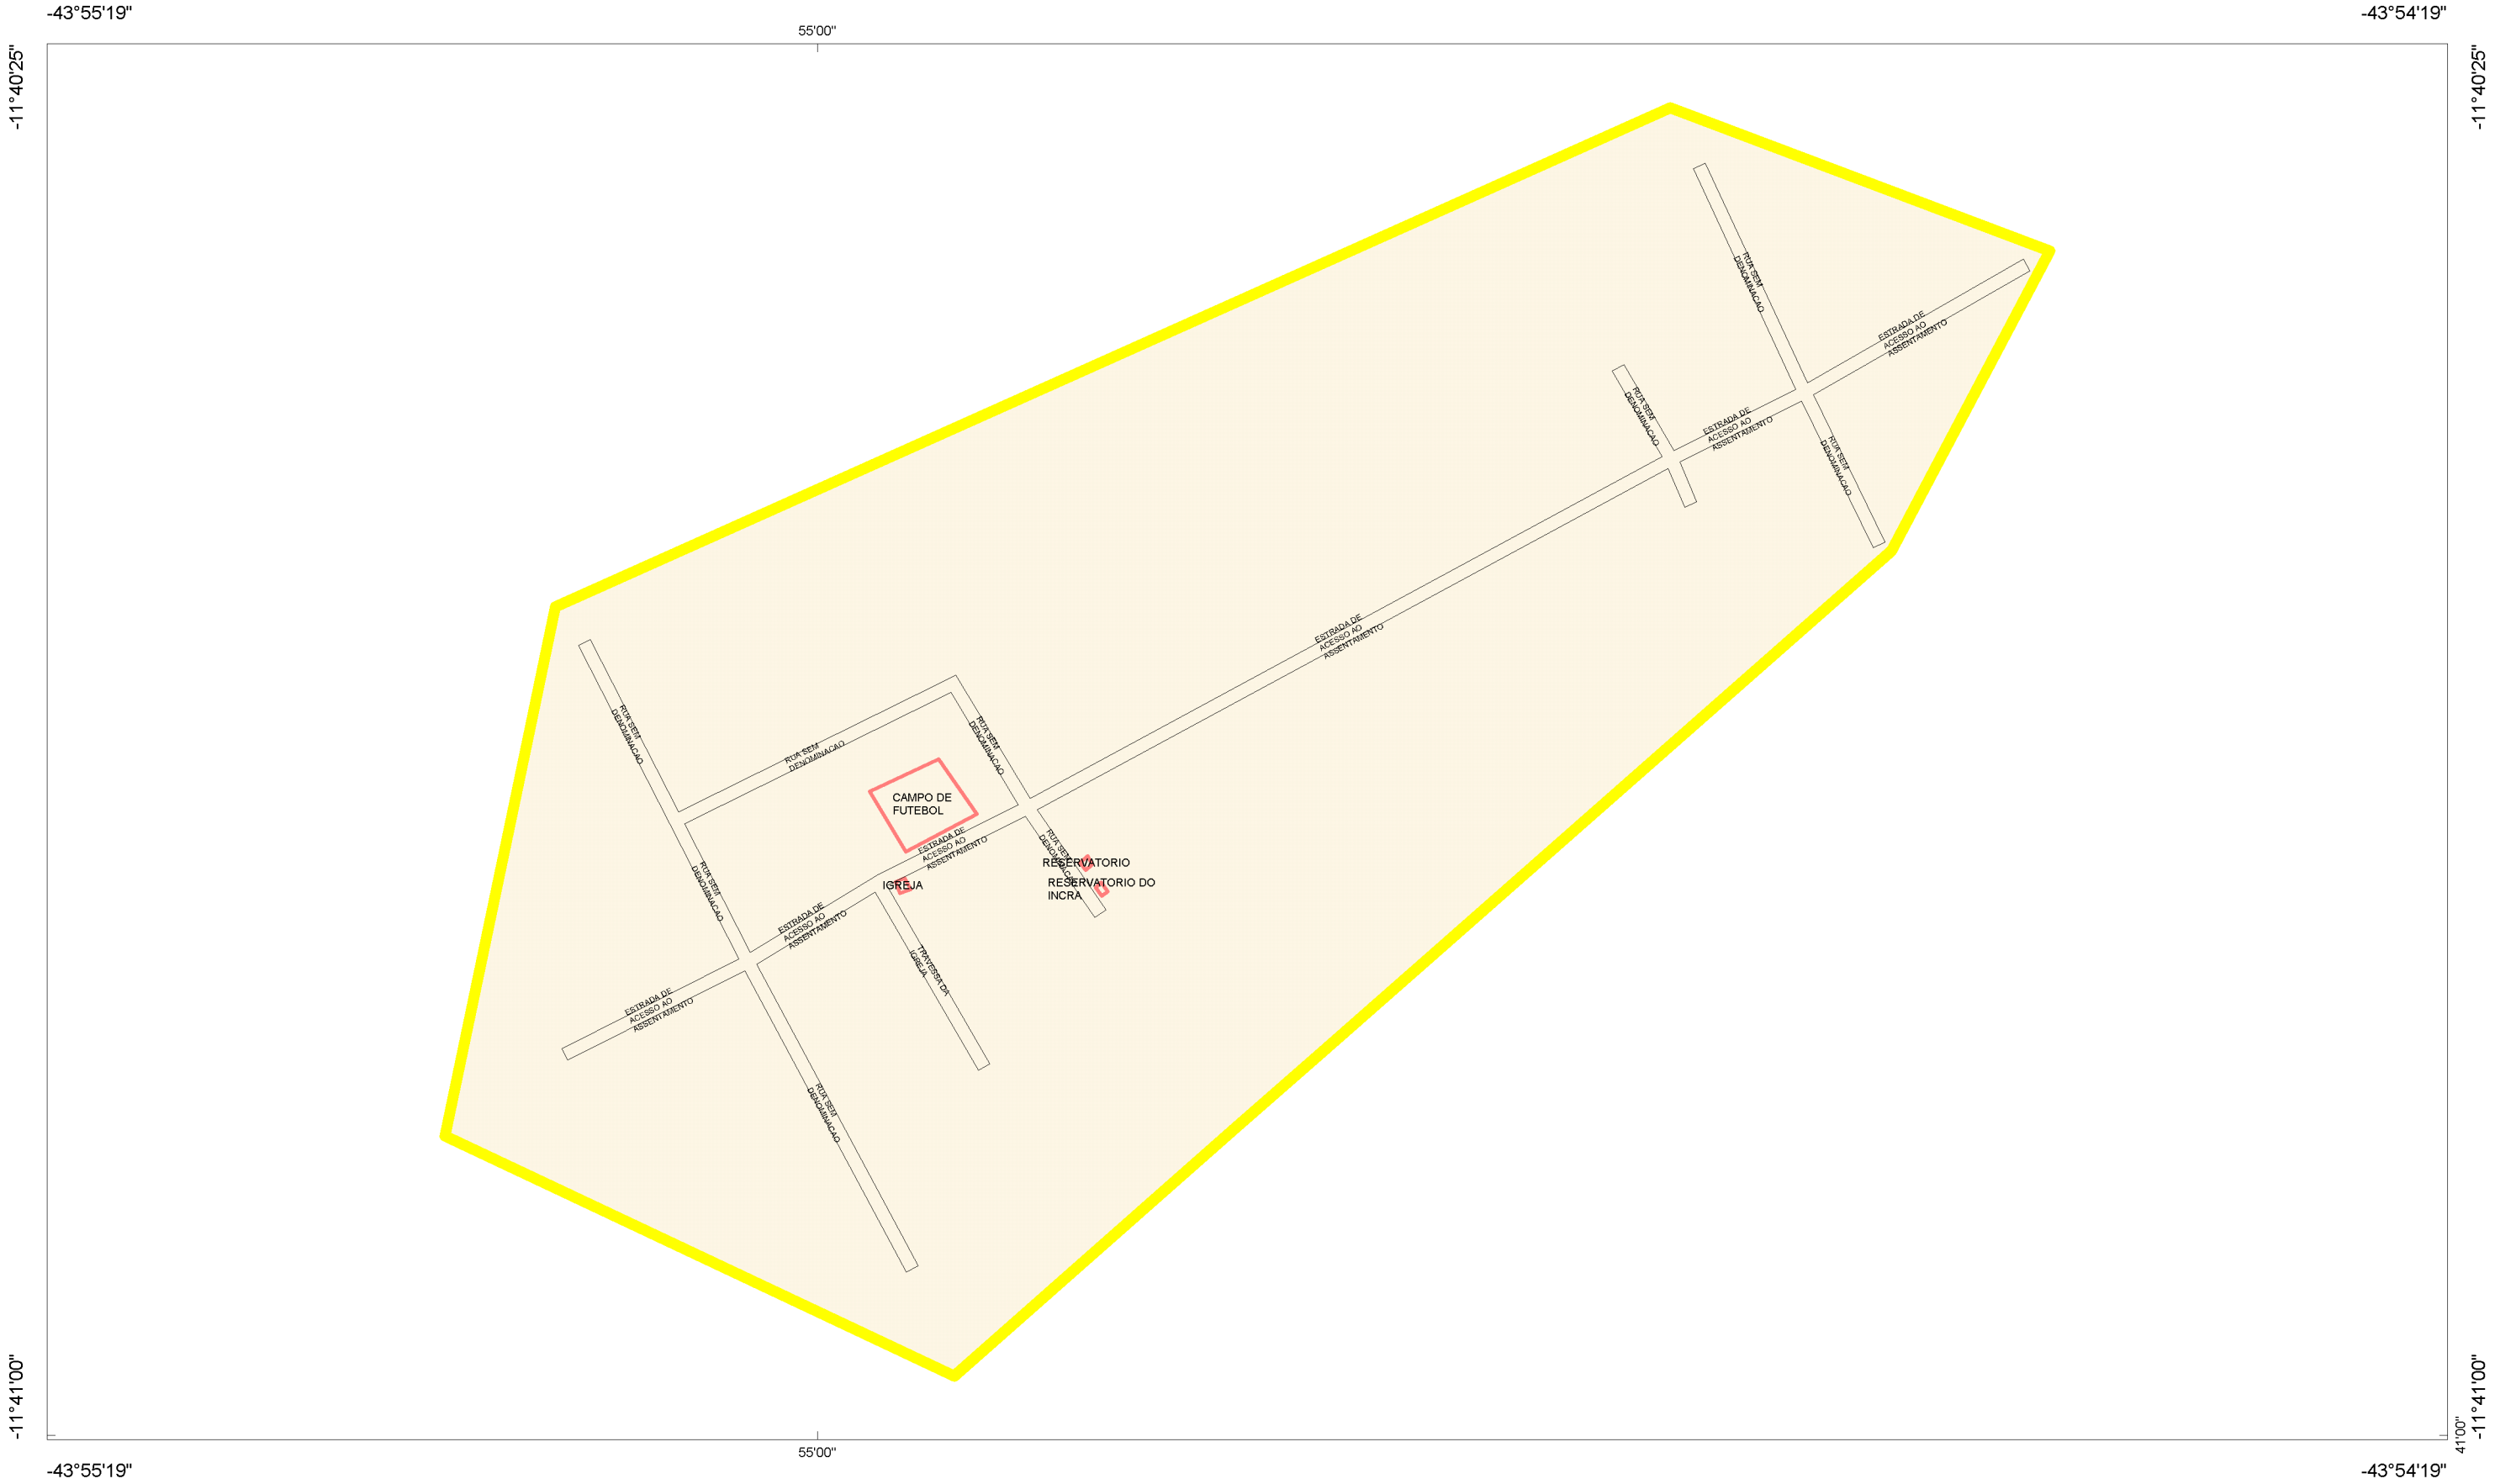 -43°55'19"
-43°54'19"
55'00"
-11°40'25"
-11°40'25"
RUA SEM
DENOMINACAO
ESTRADA DE
ACESSO AO
ASSENTAMENTO
RUA SEM
DENOMINACAO
ESTRADA DE
ACESSO AO
ASSENTAMENTO
RUA SEM
DENOMINACAO
ESTRADA DE
ACESSO AO
ASSENTAMENTO
RUA SEM
DENOMINACAO
RUA SEM
DENOMINACAO
RUA SEM
DENOMINACAO
CAMPO DE
FUTEBOL
ESTRADA DE
ACESSO AO
ASSENTAMENTO
RUA SEM
DENOMINACAO
RESERVATORIO
RESERVATORIO DO
INCRA
IGREJA
RUA SEM
DENOMINACAO
ESTRADA DE
ACESSO AO
ASSENTAMENTO
TRAVESSA DA
IGREJA
ESTRADA DE
ACESSO AO
ASSENTAMENTO
RUA SEM
DENOMINACAO
-11°41'00"
-11°41'00"
41'00"
55'00"
-43°55'19"
-43°54'19"